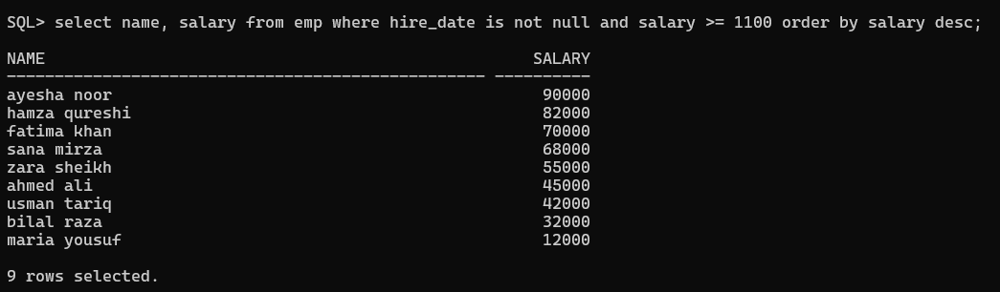 SQL> select name, salary from emp where hire_date is not null and salary >= 1100 order by salary desc;
NAME                                                   SALARY
-------------------------------------------------- ----------
ayesha noor                                             90000
hamza qureshi                                           82000
fatima khan                                             70000
sana mirza                                              68000
zara sheikh                                             55000
ahmed ali                                               45000
usman tariq                                             42000
bilal raza                                              32000
maria yousuf                                            12000
9 rows selected.